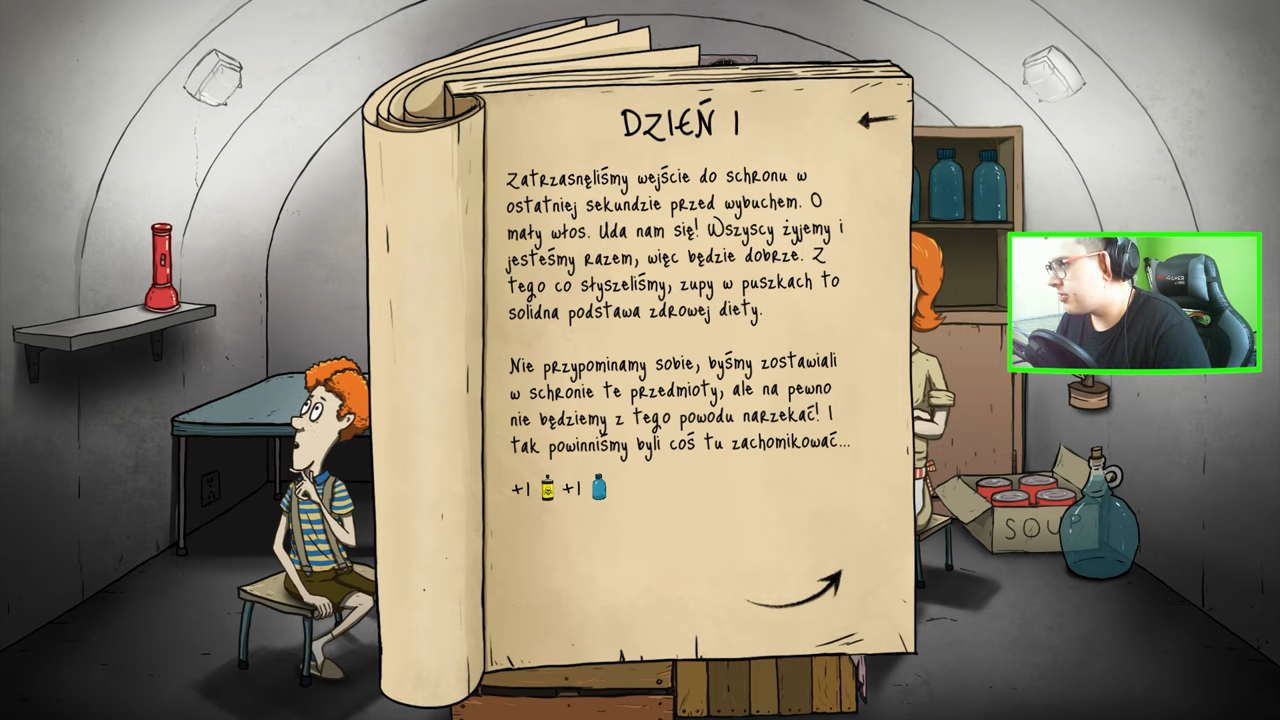 DZIEŃ 1
Zatrzasnęliśmy wejście do schronu w
ostatniej sekundzie przed wybuchem. O
mały włos. Uda nam się! Wszyscy żyjemy i
jesteśmy razem, więc będzie dobrze. Z
tego co słyszeliśmy, zupy w puszkach to
solidna podstawa zdrowej diety.
Nie przypominamy sobie, byśmy zostawiali
w schronie te przedmioty, ale na pewno
nie będziemy z tego powodu narzekać! I
tak powinniśmy byli coś tu zachomikować...
+1 +1
SOUP